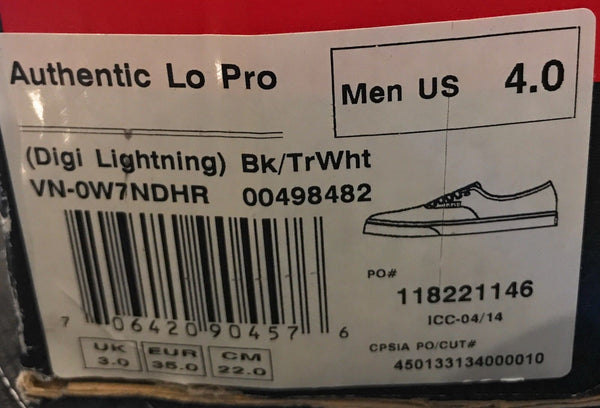 Authentic Lo Pro
Men US 4.0
(Digi Lightning) Bk/TrWht
VN-0W7NDHR 00498482
PO#
118221146
ICC-04/14
7 06420 90457 6
CPSIA PO/CUT#
450133134000010
UK EUR CM
3.0 35.0 22.0